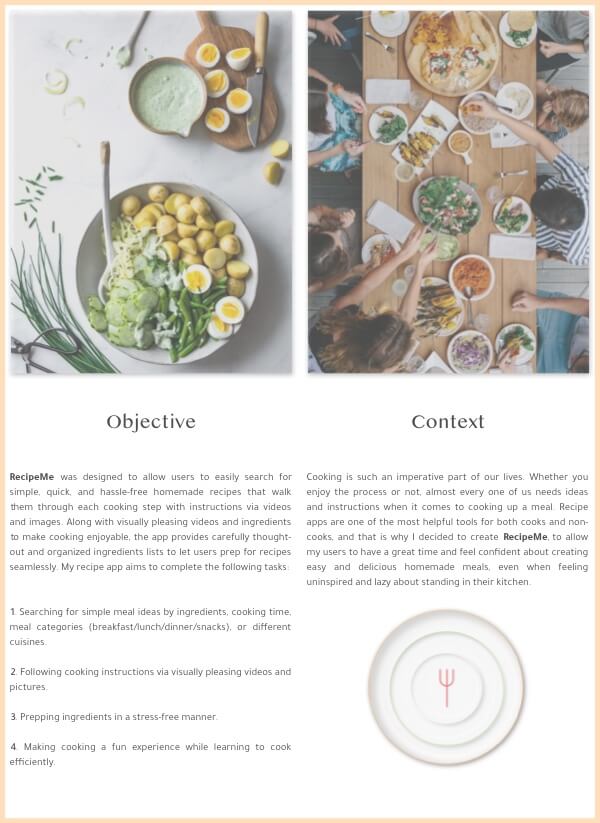 Objective
RecipeMe was designed to allow users to easily search for
simple, quick, and hassle-free homemade recipes that walk
them through each cooking step with instructions via videos
and images. Along with visually pleasing videos and ingredients
to make cooking enjoyable, the app provides carefully thought-
out and organized ingredients lists to let users prep for recipes
seamlessly. My recipe app aims to complete the following tasks:
1. Searching for simple meal ideas by ingredients, cooking time,
meal categories (breakfast/lunch/dinner/snacks), or different
cuisines.
2. Following cooking instructions via visually pleasing videos and
pictures.
3. Prepping ingredients in a stress-free manner.
4. Making cooking a fun experience while learning to cook
efficiently.
Context
Cooking is such an imperative part of our lives. Whether you
enjoy the process or not, almost every one of us needs ideas
and instructions when it comes to cooking up a meal. Recipe
apps are one of the most helpful tools for both cooks and non-
cooks, and that is why I decided to create RecipeMe, to allow
my users to have a great time and feel confident about creating
easy and delicious homemade meals, even when feeling
uninspired and lazy about standing in their kitchen.